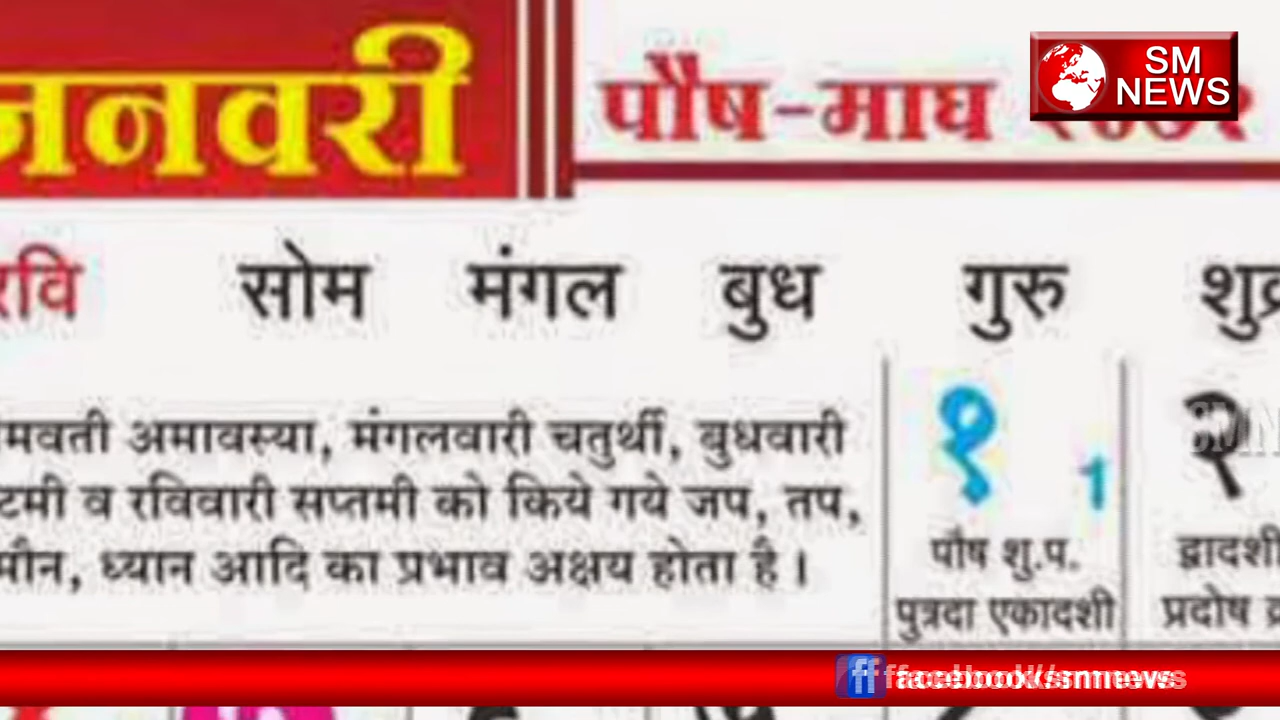 जनवरी
पौष-माघ
SM
NEWS
रवि सोम मंगल बुध गुरु
मवती अमावस्या, मंगलवारी चतुर्थी, बुधवारी
टमी व रविवारी सप्तमी को किये गये जप, तप,
मौन, ध्यान आदि का प्रभाव अक्षय होता है।
१ 1
पौष शु.प.
पुत्रदा एकादशी
२
द्वादशी
प्रदोष
facebook/smnews